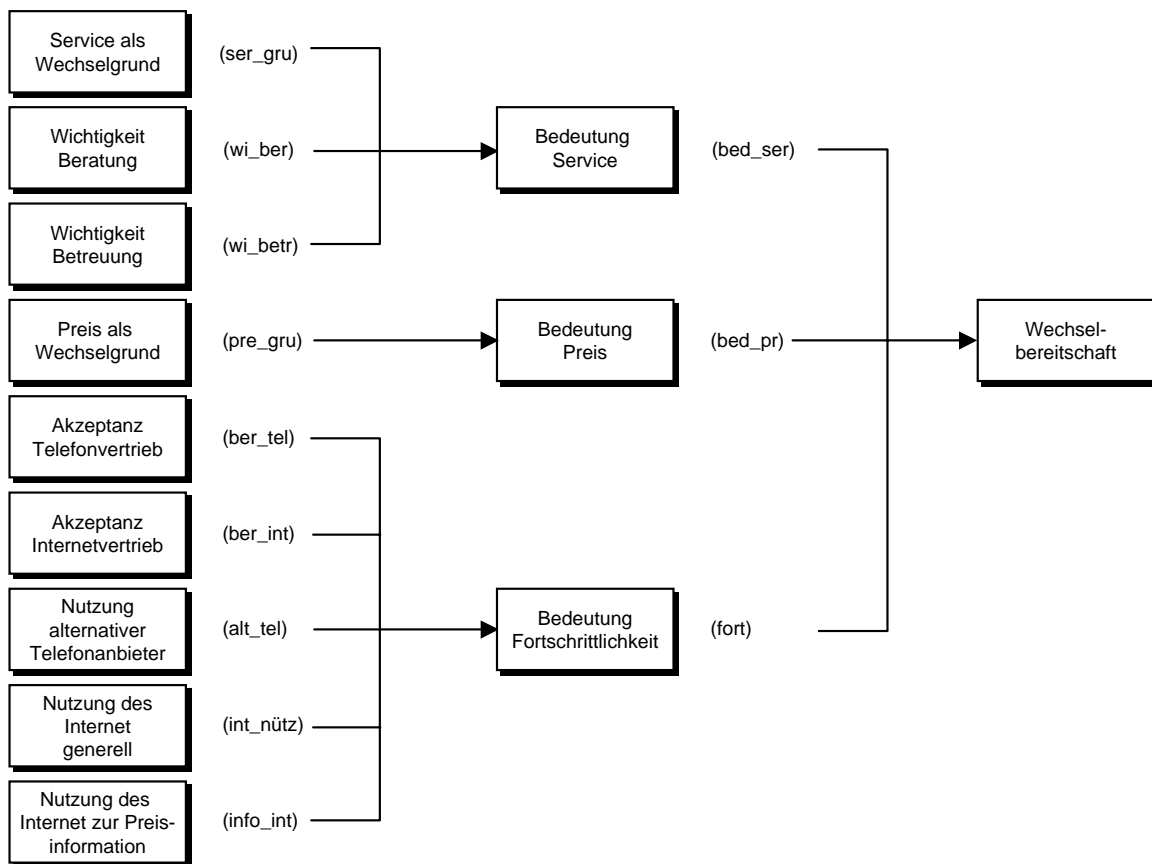 Service als
Wechselgrund
(ser_gru)
Wichtigkeit
Beratung
(wi_ber)
Wichtigkeit
Betreuung
(wi_betr)
Preis als
Wechselgrund
(pre_gru)
Akzeptanz
Telefonvertrieb
(ber_tel)
Akzeptanz
Internetvertrieb
(ber_int)
Nutzung
alternativer
Telefonanbieter
(alt_tel)
Nutzung des
Internet
generell
(int_nütz)
Nutzung des
Internet zur Preis-
information
(info_int)
Bedeutung
Service
(bed_ser)
Bedeutung
Preis
(bed_pr)
Bedeutung
Fortschrittlichkeit
(fort)
Wechsel-
bereitschaft